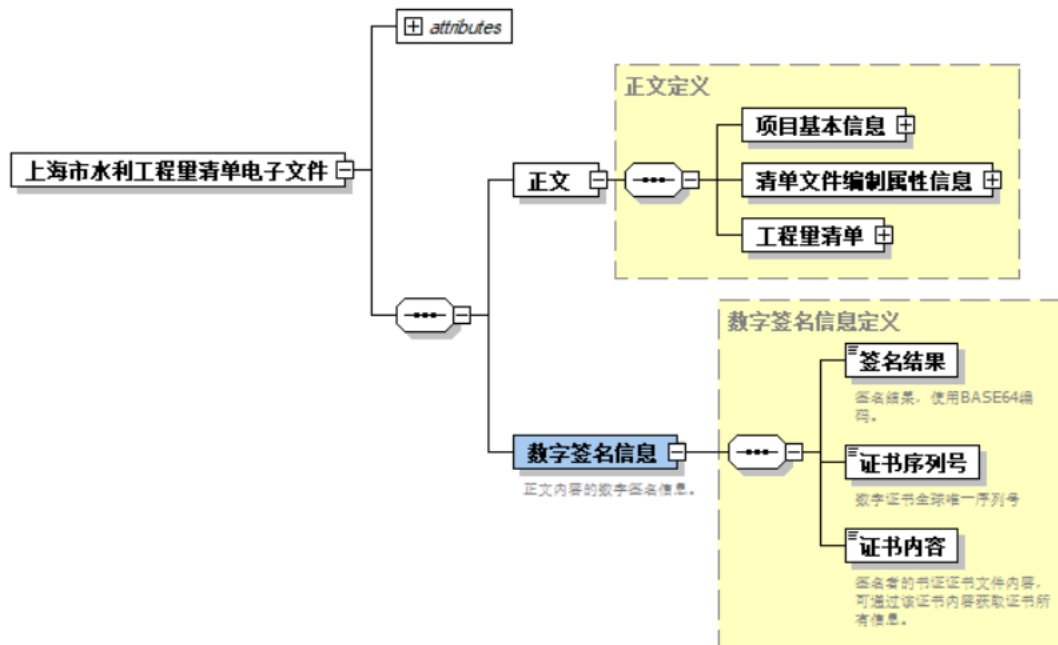 attributes
正文定义
项目基本信息
上海市水利工程量清单电子文件
正文
清单文件编制属性信息
工程量清单
数字签名信息定义
签名结果
签名结果，使用BASE64编
码。
数字签名信息
正文内容的数字签名信息。
证书序列号
数字证书全球唯一序列号
证书内容
签名者的书证证书文件内容，
可通过该证书内容获取证书所
有信息。